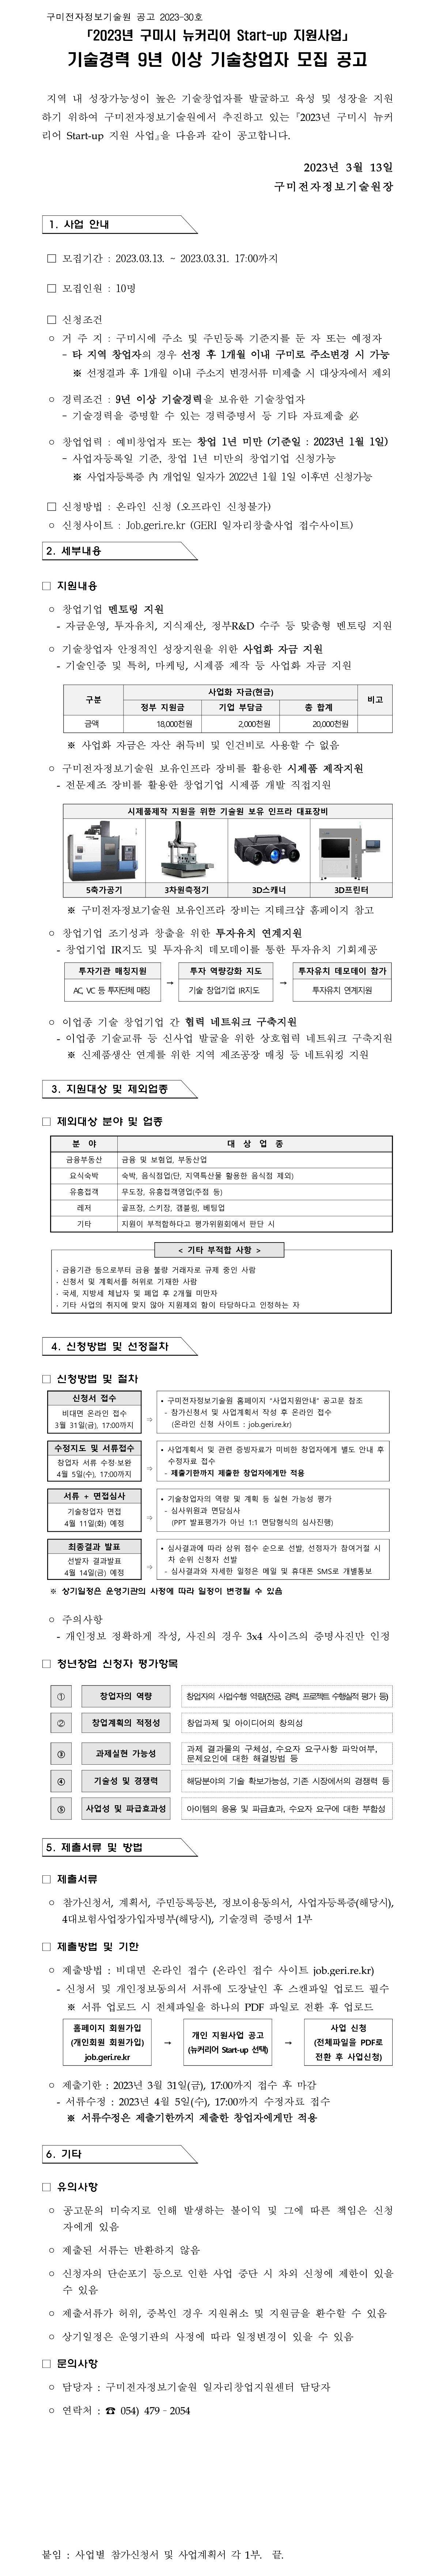 구미전자정보기술원 공고 2023-30호
「2023년 구미시 뉴커리어 Start-up 지원사업」
기술경력 9년 이상 기술창업자 모집 공고
지역 내 성장가능성이 높은 기술창업자를 발굴하고 육성 및 성장을 지원
하기 위하여 구미전자정보기술원에서 추진하고 있는 『2023년 구미시 뉴커
리어 Start-up 지원 사업』을 다음과 같이 공고합니다.
2023년 3월 13일
구미전자정보기술원장
1. 사업 안내
□ 모집기간 : 2023.03.13. ~ 2023.03.31. 17:00까지
□ 모집인원 : 10명
□ 신청조건
ㅇ 거 주 지 : 구미시에 주소 및 주민등록 기준지를 둔 자 또는 예정자
- 타 지역 창업자의 경우 선정 후 1개월 이내 구미로 주소변경 시 가능
※ 선정결과 후 1개월 이내 주소지 변경서류 미제출 시 대상자에서 제외
ㅇ 경력조건 : 9년 이상 기술경력을 보유한 기술창업자
- 기술경력을 증명할 수 있는 경력증명서 등 기타 자료제출 必
ㅇ 창업업력 : 예비창업자 또는 창업 1년 미만 (기준일 : 2023년 1월 1일)
- 사업자등록일 기준, 창업 1년 미만의 창업기업 신청가능
※ 사업자등록증 內 개업일 일자가 2022년 1월 1일 이후면 신청가능
□ 신청방법 : 온라인 신청 (오프라인 신청불가)
ㅇ 신청사이트 : Job.geri.re.kr (GERI 일자리창출사업 접수사이트)
2. 세부내용
□ 지원내용
ㅇ 창업기업 멘토링 지원
- 자금운영, 투자유치, 지식재산, 정부R&D 수주 등 맞춤형 멘토링 지원
ㅇ 기술창업자 안정적인 성장지원을 위한 사업화 자금 지원
- 기술인증 및 특허, 마케팅, 시제품 제작 등 사업화 자금 지원
구분 사업화 자금(현금) 비고
정부 지원금 기업 부담금 총 합계
금액 18,000천원 2,000천원 20,000천원
※ 사업화 자금은 자산 취득비 및 인건비로 사용할 수 없음
ㅇ 구미전자정보기술원 보유인프라 장비를 활용한 시제품 제작지원
- 전문제조 장비를 활용한 창업기업 시제품 개발 직접지원
시제품제작 지원을 위한 기술원 보유 인프라 대표장비
5축가공기 3차원측정기 3D스캐너 3D프린터
※ 구미전자정보기술원 보유인프라 장비는 지테크샵 홈페이지 참고
ㅇ 창업기업 조기성과 창출을 위한 투자유치 연계지원
- 창업기업 IR지도 및 투자유치 데모데이를 통한 투자유치 기회제공
투자기관 매칭지원 → 투자 역량강화 지도 → 투자유치 데모데이 참가
AC, VC 등 투자단체 매칭 기술 창업기업 IR지도 투자유치 연계지원
ㅇ 이업종 기술 창업기업 간 협력 네트워크 구축지원
- 이업종 기술교류 등 신사업 발굴을 위한 상호협력 네트워크 구축지원
※ 신제품생산 연계를 위한 지역 제조공장 매칭 등 네트워킹 지원
3. 지원대상 및 제외업종
□ 제외대상 분야 및 업종
분 야 대 상 업 종
금융부동산 금융 및 보험업, 부동산업
요식숙박 숙박, 음식점업(단, 지역특산물 활용한 음식점 제외)
유흥접객 무도장, 유흥접객영업(주점 등)
레저 골프장, 스키장, 갬블링, 베팅업
기타 지원이 부적합하다고 평가위원회에서 판단 시
< 기타 부적합 사항 >
· 금융기관 등으로부터 금융 불량 거래자로 규제 중인 사람
· 신청서 및 계획서를 허위로 기재한 사람
· 국세, 지방세 체납자 및 폐업 후 2개월 미만자
· 기타 사업의 취지에 맞지 않아 지원제외 함이 타당하다고 인정하는 자
4. 신청방법 및 선정절차
□ 신청방법 및 절차
신청서 접수
비대면 온라인 접수
3월 31일(금), 17:00까지
⇨
• 구미전자정보기술원 홈페이지 "사업지원안내" 공고문 참조
- 참가신청서 및 사업계획서 작성 후 온라인 접수
(온라인 신청 사이트 : job.geri.re.kr)
수정지도 및 서류접수
창업자 서류 수정·보완
4월 5일(수), 17:00까지
⇨
• 사업계획서 및 관련 증빙자료가 미비한 창업자에게 별도 안내 후
수정자료 접수
- 제출기한까지 제출한 창업자에게만 적용
서류 + 면접심사
기술창업자 면접
4월 11일(화) 예정
⇨
• 기술창업자의 역량 및 계획 등 실현 가능성 평가
- 심사위원과 면담심사
(PPT 발표평가가 아닌 1:1 면담형식의 심사진행)
최종결과 발표
선발자 결과발표
4월 14일(금) 예정
⇨
• 심사결과에 따라 상위 점수 순으로 선발, 선정자가 참여거절 시
차 순위 신청자 선발
- 심사결과와 자세한 일정은 메일 및 휴대폰 SMS로 개별통보
※ 상기일정은 운영기관의 사정에 따라 일정이 변경될 수 있음
ㅇ 주의사항
- 개인정보 정확하게 작성, 사진의 경우 3x4 사이즈의 증명사진만 인정
□ 청년창업 신청자 평가항목
① 창업자의 역량 창업자의 사업수행 역량(전공, 경력, 프로젝트 수행실적 평가 등)
② 창업계획의 적정성 창업과제 및 아이디어의 창의성
③ 과제실현 가능성 과제 결과물의 구체성, 수요자 요구사항 파악여부,
문제요인에 대한 해결방법 등
④ 기술성 및 경쟁력 해당분야의 기술 확보가능성, 기존 시장에서의 경쟁력 등
⑤ 사업성 및 파급효과성 아이템의 응용 및 파급효과, 수요자 요구에 대한 부합성
5. 제출서류 및 방법
□ 제출서류
ㅇ 참가신청서, 계획서, 주민등록등본, 정보이용동의서, 사업자등록증(해당시),
4대보험사업장가입자명부(해당시), 기술경력 증명서 1부
□ 제출방법 및 기한
ㅇ 제출방법 : 비대면 온라인 접수 (온라인 접수 사이트 job.geri.re.kr)
- 신청서 및 개인정보동의서 서류에 도장날인 후 스캔파일 업로드 필수
※ 서류 업로드 시 전체파일을 하나의 PDF 파일로 전환 후 업로드
홈페이지 회원가입
(개인회원 회원가입)
job.geri.re.kr
→
개인 지원사업 공고
(뉴커리어 Start-up 선택)
→
사업 신청
(전체파일을 PDF로
전환 후 사업신청)
ㅇ 제출기한 : 2023년 3월 31일(금), 17:00까지 접수 후 마감
- 서류수정 : 2023년 4월 5일(수), 17:00까지 수정자료 접수
※ 서류수정은 제출기한까지 제출한 창업자에게만 적용
6. 기타
□ 유의사항
ㅇ 공고문의 미숙지로 인해 발생하는 불이익 및 그에 따른 책임은 신청
자에게 있음
ㅇ 제출된 서류는 반환하지 않음
ㅇ 신청자의 단순포기 등으로 인한 사업 중단 시 차외 신청에 제한이 있을
수 있음
ㅇ 제출서류가 허위, 중복인 경우 지원취소 및 지원금을 환수할 수 있음
ㅇ 상기일정은 운영기관의 사정에 따라 일정변경이 있을 수 있음
□ 문의사항
ㅇ 담당자 : 구미전자정보기술원 일자리창업지원센터 담당자
ㅇ 연락처 : ☎ 054) 479 - 2054
붙임 : 사업별 참가신청서 및 사업계획서 각 1부. 끝.